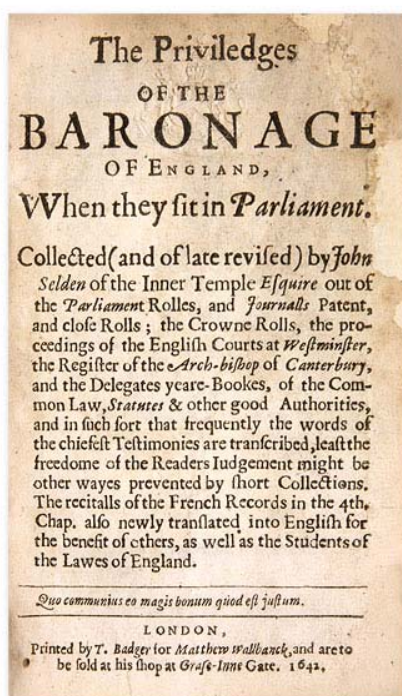 The Priviledges
OF THE
BARONAGE
OF ENGLAND,
When they ſit in Parliament.
Collected (and of late reviſed) by John
Selden of the Inner Temple Eſquire out of
the Parliament Rolles, and Journalls Patent,
and cloſe Rolls ; the Crowne Rolls, the pro-
ceedings of the Engliſh Courts at Weſtminſter,
the Regiſter of the Arch-biſhop of Canterbury,
and the Delegates yeare-Bookes, of the Com-
mon Law, Statutes & other good Authorities,
and in ſuch ſort that frequently the words of
the chiefeſt Teſtimonies are tranſcribed, leaſt the
freedome of the Readers Iudgement might be
other wayes prevented by ſhort Collections.
The recitalls of the French Records in the 4th.
Chap. alſo newly tranſlated into Engliſh for
the benefit of others, as well as the Students of
the Lawes of England.
Quo communius eo magis bonum quod eſt juſtum.
LONDON,
Printed by T. Badger for Matthew Wallbanck, and are to
be ſold at his ſhop at Graſe-Inne Gate. 1642.